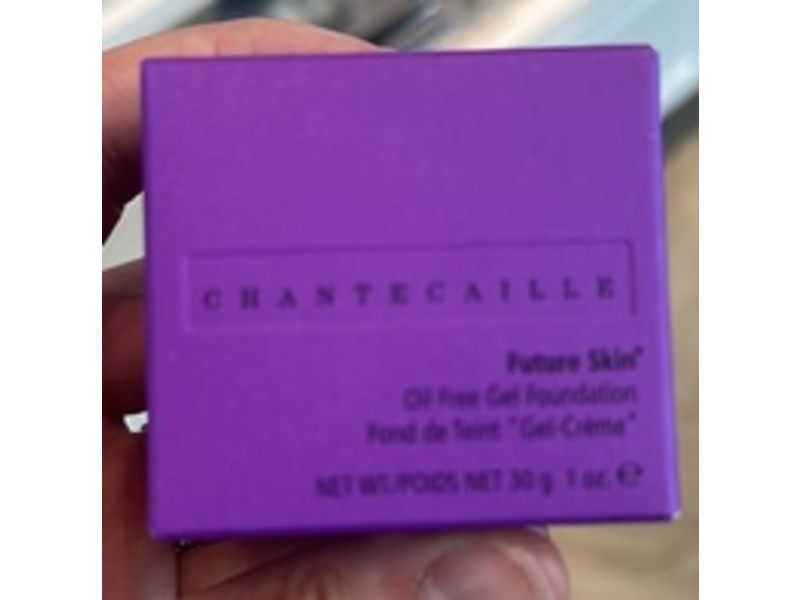 CHANTECAILLE
Future Skin®
Oil Free Gel Foundation
Fond de Teint "Gel-Crème"
NET WT./POIDS NET 30 g 1 oz. ℮